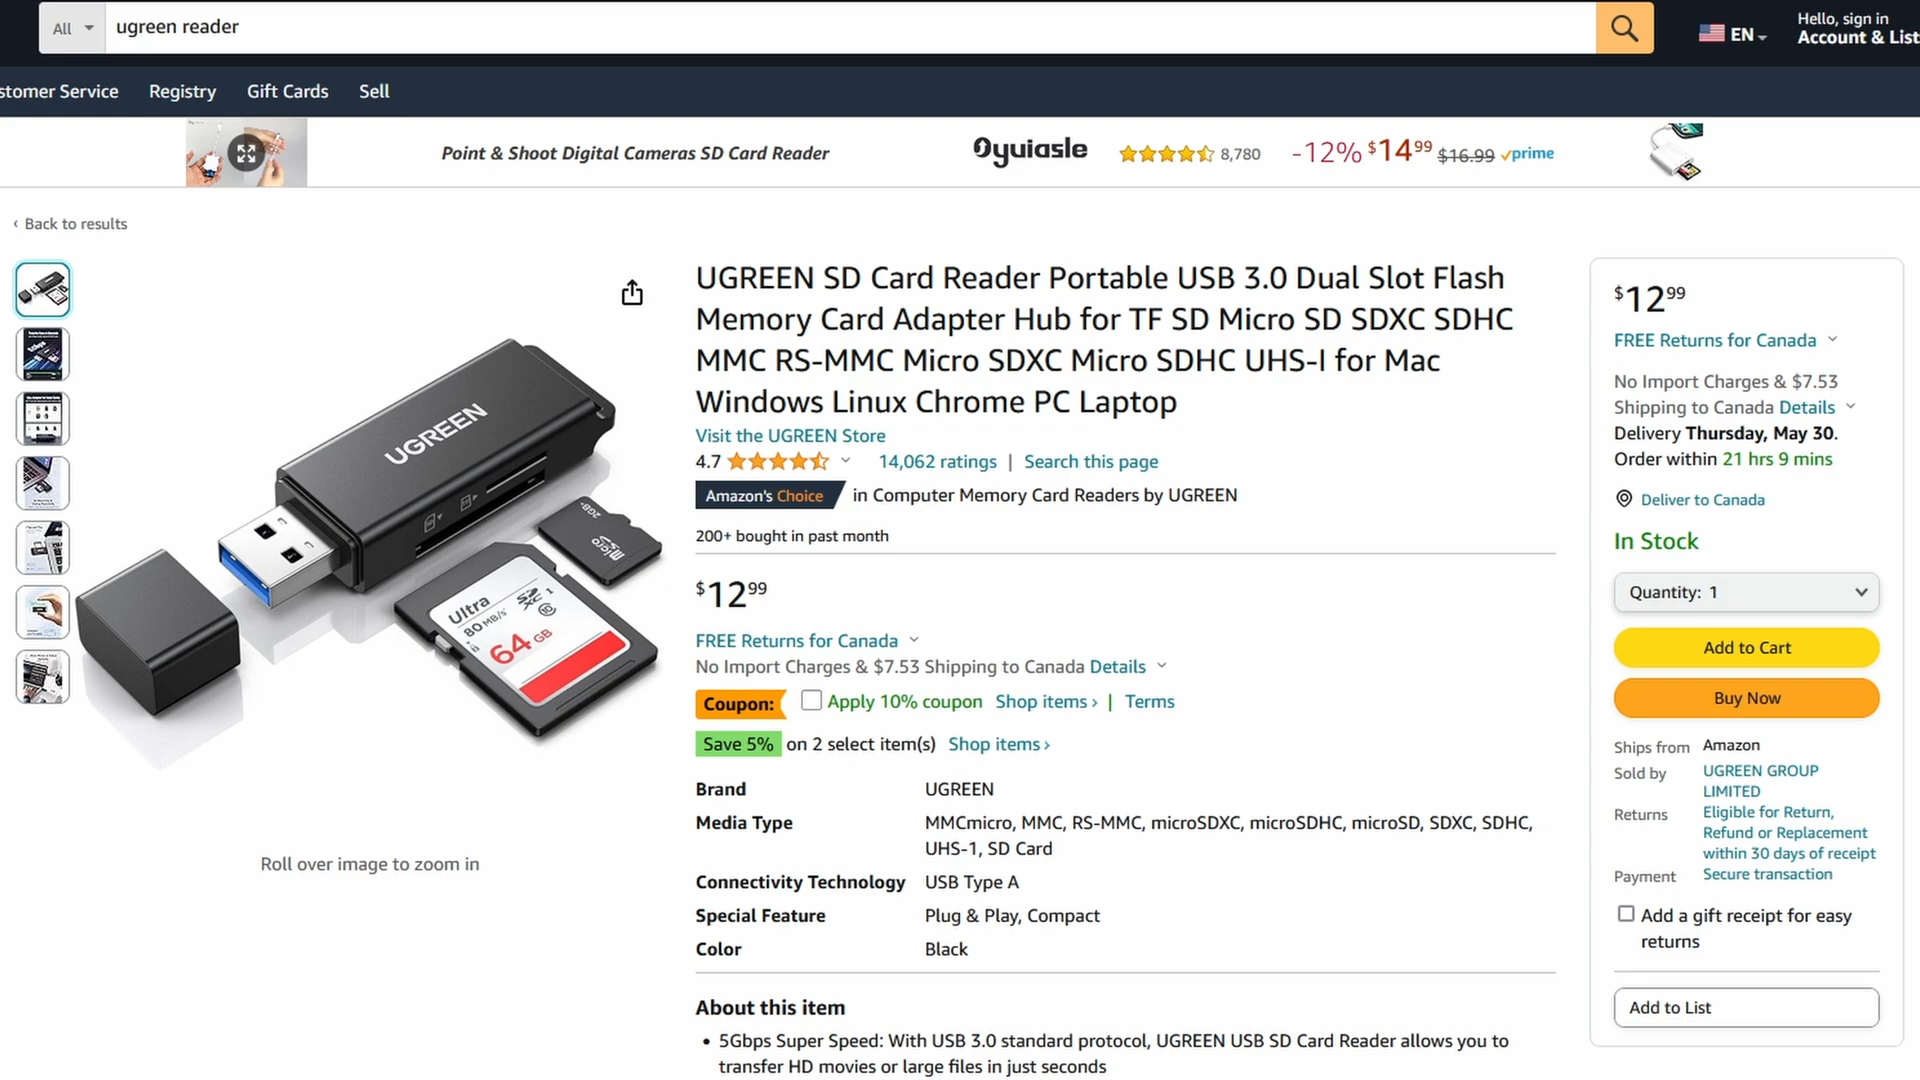 All
ugreen reader
EN
Hello, sign in
Account & List
stomer Service
Registry
Gift Cards
Sell
Point & Shoot Digital Cameras SD Card Reader
Oyuiasle
8,780
-12% $14 99 $16.99 prime
‹ Back to results
UGREEN
2GB
micro
Ultra
80 MB/s
64 GB
Roll over image to zoom in
UGREEN SD Card Reader Portable USB 3.0 Dual Slot Flash
Memory Card Adapter Hub for TF SD Micro SD SDXC SDHC
MMC RS-MMC Micro SDXC Micro SDHC UHS-I for Mac
Windows Linux Chrome PC Laptop
Visit the UGREEN Store
4.7
14,062 ratings | Search this page
Amazon's Choice in Computer Memory Card Readers by UGREEN
200+ bought in past month
$12 99
FREE Returns for Canada
No Import Charges & $7.53 Shipping to Canada Details
Coupon: Apply 10% coupon Shop items › | Terms
Save 5% on 2 select item(s) Shop items ›
Brand UGREEN
Media Type MMCmicro, MMC, RS-MMC, microSDXC, microSDHC, microSD, SDXC, SDHC,
UHS-1, SD Card
Connectivity Technology USB Type A
Special Feature Plug & Play, Compact
Color Black
About this item
• 5Gbps Super Speed: With USB 3.0 standard protocol, UGREEN USB SD Card Reader allows you to
transfer HD movies or large files in just seconds
$12 99
FREE Returns for Canada
No Import Charges & $7.53
Shipping to Canada Details
Delivery Thursday, May 30.
Order within 21 hrs 9 mins
Deliver to Canada
In Stock
Quantity: 1
Add to Cart
Buy Now
Ships from Amazon
Sold by UGREEN GROUP
LIMITED
Returns Eligible for Return,
Refund or Replacement
within 30 days of receipt
Payment Secure transaction
Add a gift receipt for easy
returns
Add to List